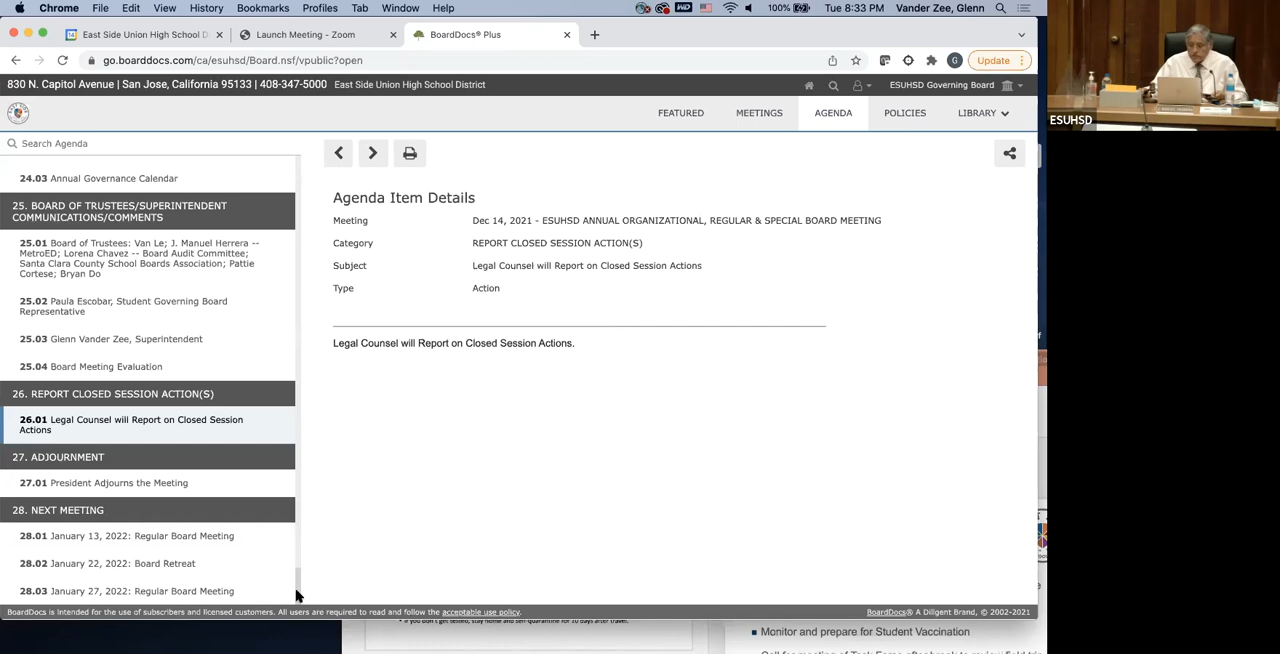 Chrome File Edit View History Bookmarks Profiles Tab Window Help 100% Tue 8:33 PM Vander Zee, Glenn
East Side Union High School D × Launch Meeting - Zoom × BoardDocs® Plus × +
go.boarddocs.com/ca/esuhsd/Board.nsf/vpublic?open G Update
830 N. Capitol Avenue | San Jose, California 95133 | 408-347-5000 East Side Union High School District ESUHSD Governing Board
FEATURED MEETINGS AGENDA POLICIES LIBRARY
ESUHSD
Search Agenda
24.03 Annual Governance Calendar
25. BOARD OF TRUSTEES/SUPERINTENDENT
COMMUNICATIONS/COMMENTS
25.01 Board of Trustees: Van Le; J. Manuel Herrera --
MetroED; Lorena Chavez -- Board Audit Committee;
Santa Clara County School Boards Association; Pattie
Cortese; Bryan Do
25.02 Paula Escobar, Student Governing Board
Representative
25.03 Glenn Vander Zee, Superintendent
25.04 Board Meeting Evaluation
26. REPORT CLOSED SESSION ACTION(S)
26.01 Legal Counsel will Report on Closed Session
Actions
27. ADJOURNMENT
27.01 President Adjourns the Meeting
28. NEXT MEETING
28.01 January 13, 2022: Regular Board Meeting
28.02 January 22, 2022: Board Retreat
28.03 January 27, 2022: Regular Board Meeting
Agenda Item Details
Meeting Dec 14, 2021 - ESUHSD ANNUAL ORGANIZATIONAL, REGULAR & SPECIAL BOARD MEETING
Category REPORT CLOSED SESSION ACTION(S)
Subject Legal Counsel will Report on Closed Session Actions
Type Action
Legal Counsel will Report on Closed Session Actions.
BoardDocs is intended for the use of subscribers and licensed customers. All users are required to read and follow the acceptable use policy. BoardDocs® A Diligent Brand, © 2002-2021
Monitor and prepare for Student Vaccination